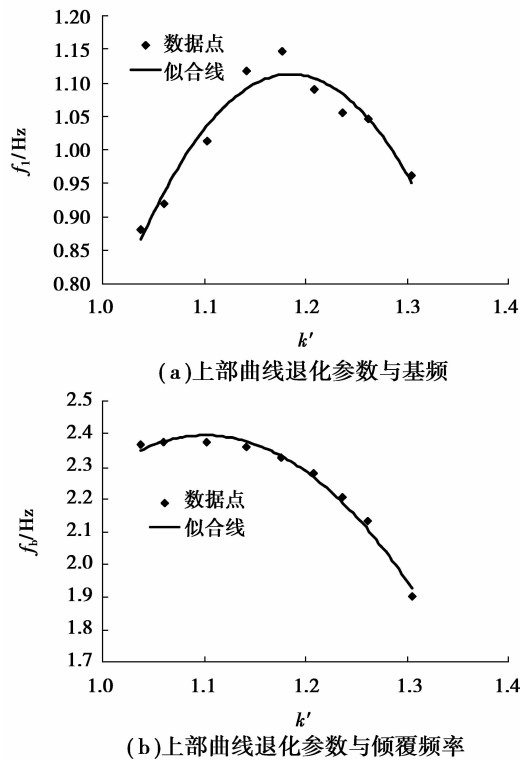 1.20
1.15
1.10
1.05
1.00
0.95
0.90
0.85
0.80
f₁/Hz
数据点
似合线
1.0 1.1 1.2 1.3 1.4
k′
(a)上部曲线退化参数与基频
2.5
2.4
2.3
2.2
2.1
2.0
1.9
1.8
1.7
f_b/Hz
数据点
似合线
1.0 1.1 1.2 1.3 1.4
k′
(b)上部曲线退化参数与倾覆频率